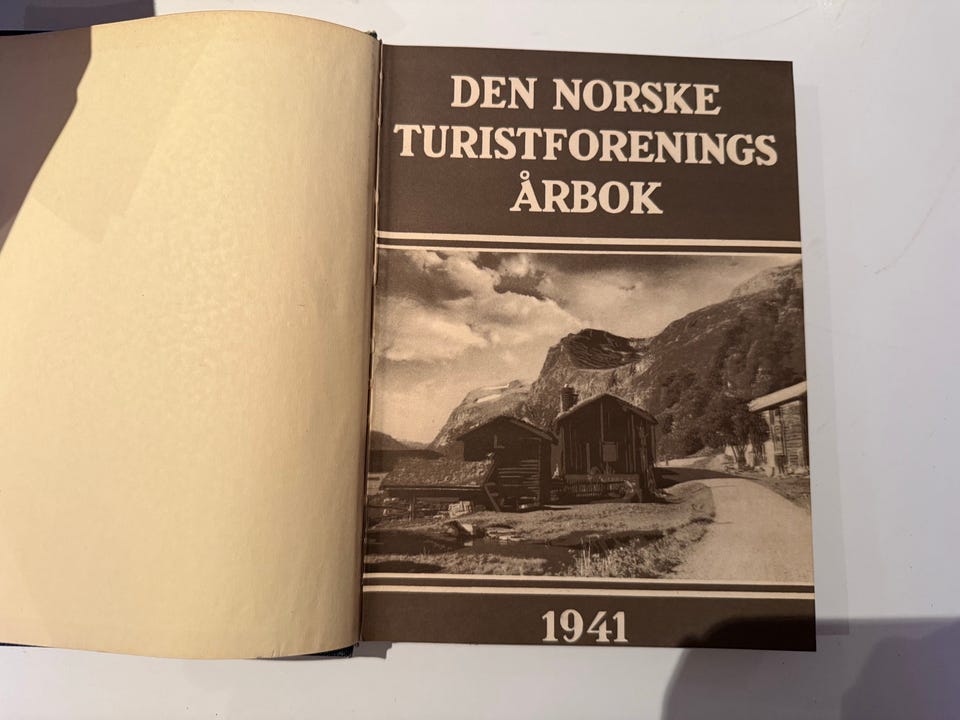 DEN NORSKE
TURISTFORENINGS
ÅRBOK
1941